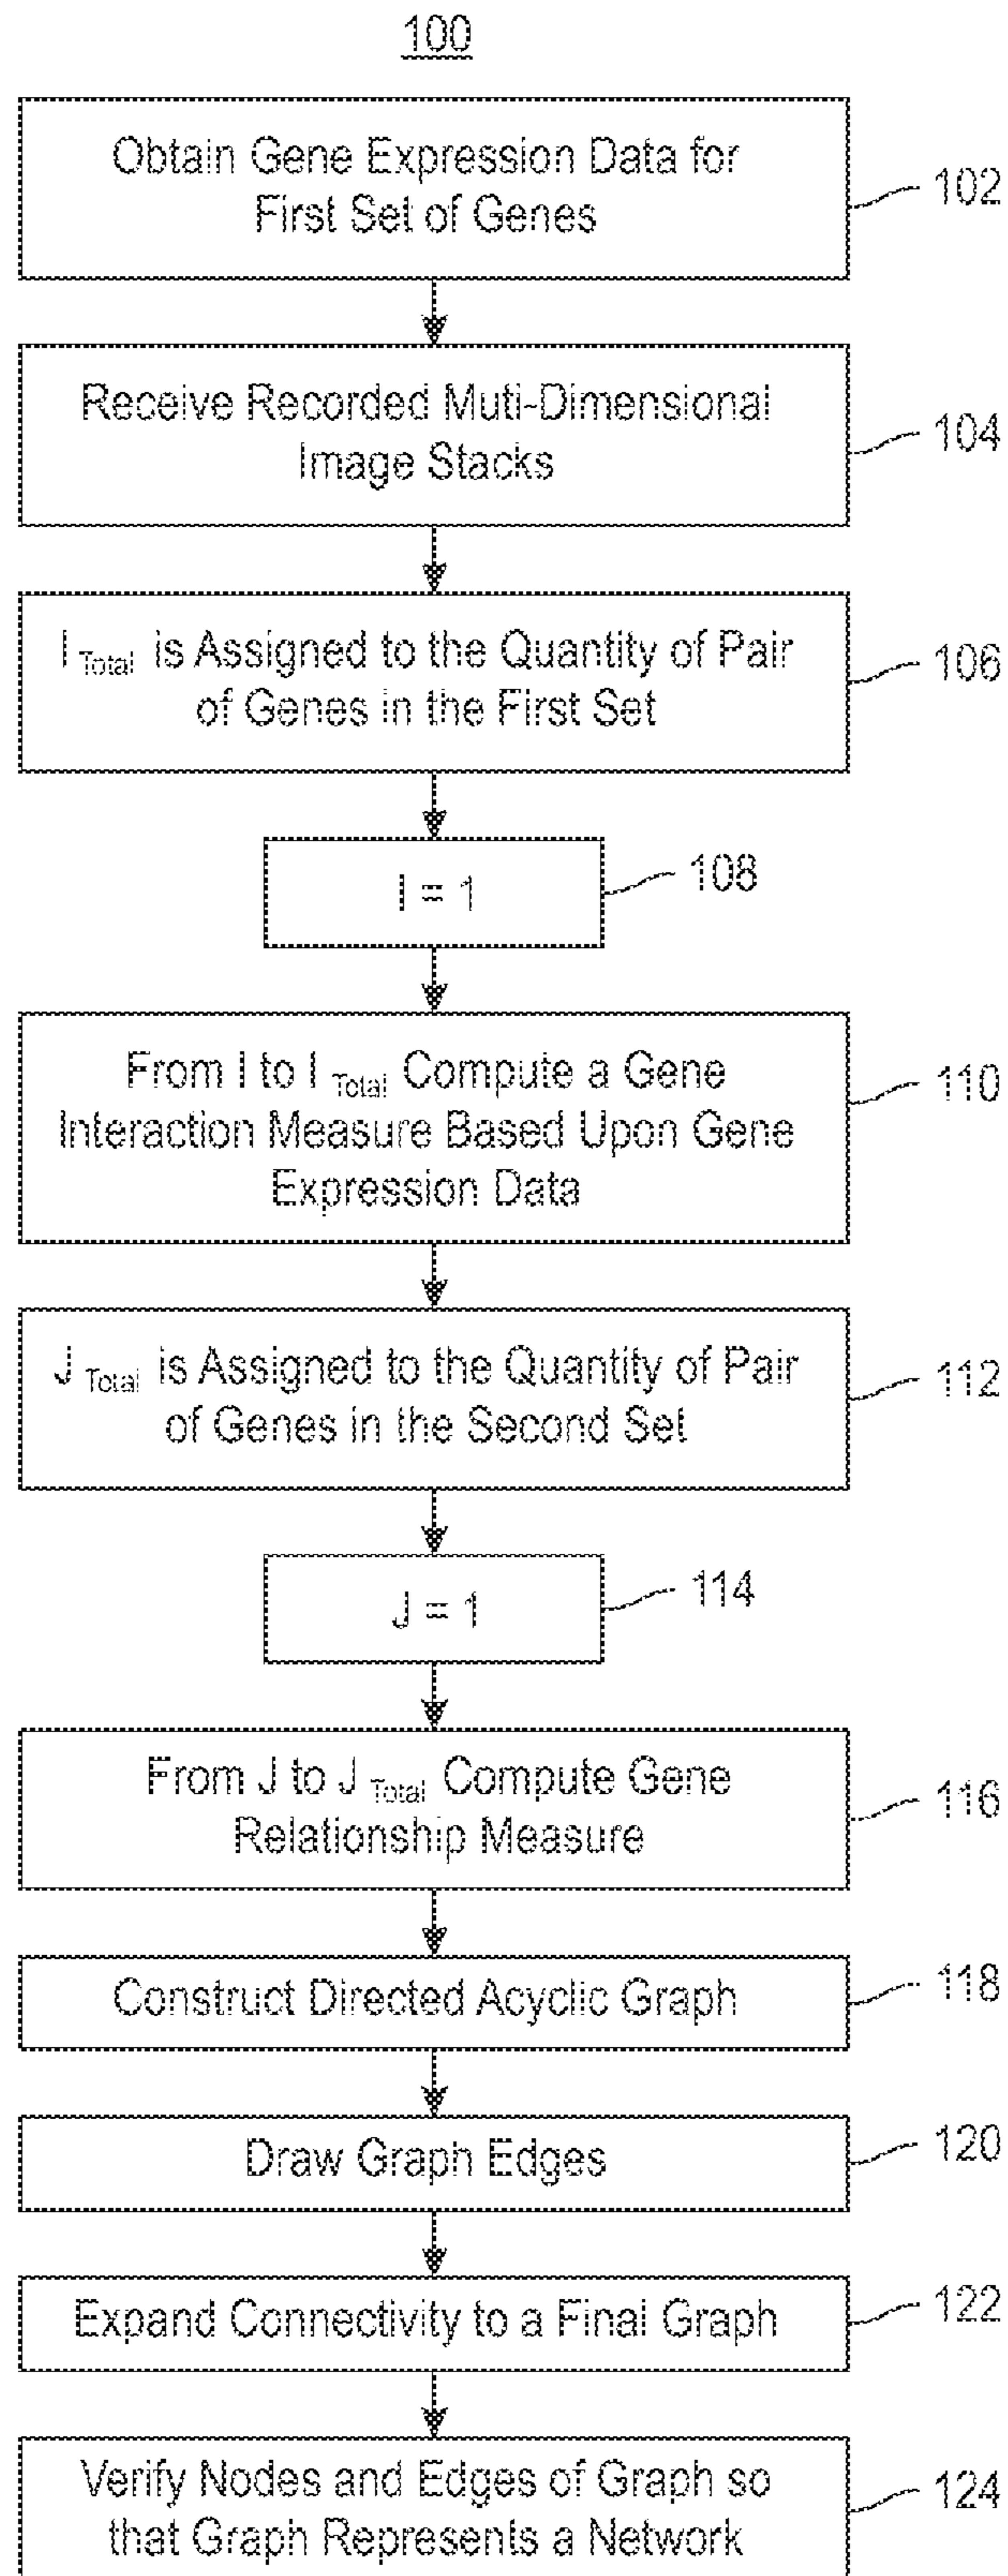 100
Obtain Gene Expression Data for
First Set of Genes
102
Receive Recorded Muti-Dimensional
Image Stacks
104
I Total is Assigned to the Quantity of Pair
of Genes in the First Set
106
I = 1
108
From I to I Total Compute a Gene
Interaction Measure Based Upon Gene
Expression Data
110
J Total is Assigned to the Quantity of Pair
of Genes in the Second Set
112
J = 1
114
From J to J Total Compute Gene
Relationship Measure
116
Construct Directed Acyclic Graph
118
Draw Graph Edges
120
Expand Connectivity to a Final Graph
122
Verify Nodes and Edges of Graph so
that Graph Represents a Network
124